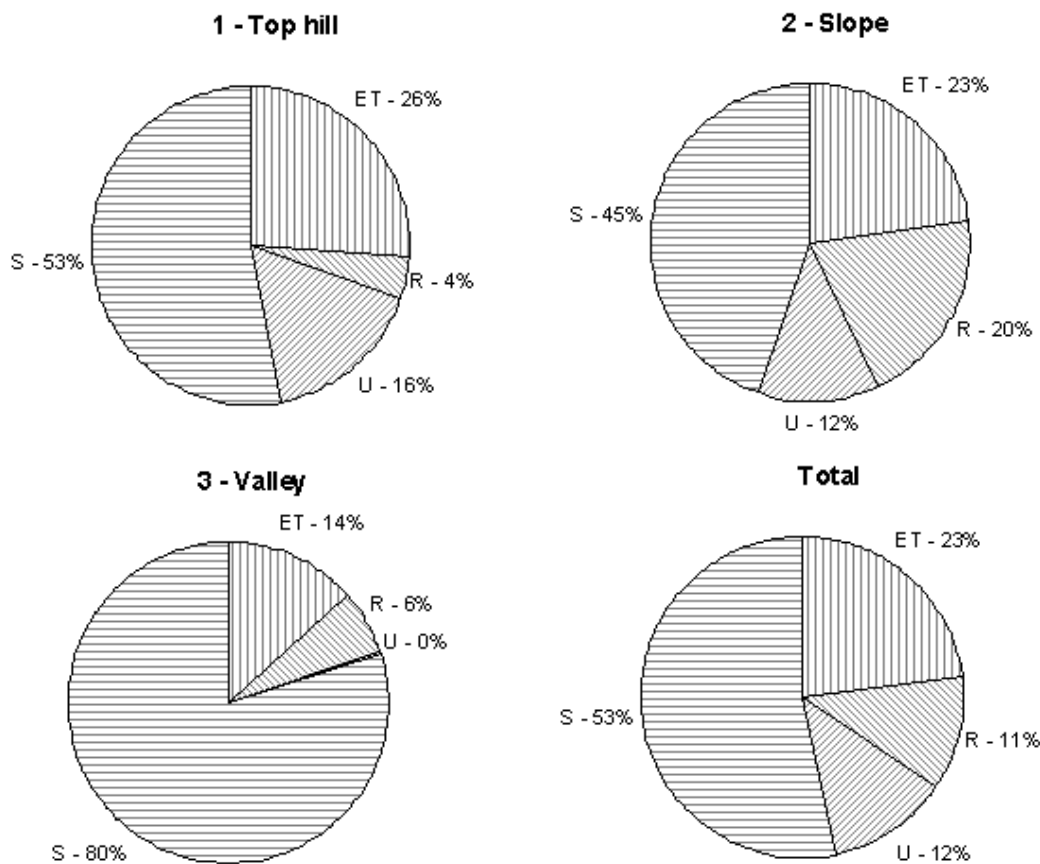 1 - Top hill
ET - 26%
R - 4%
U - 16%
S - 53%
2 - Slope
ET - 23%
R - 20%
U - 12%
S - 45%
3 - Valley
ET - 14%
R - 6%
U - 0%
S - 80%
Total
ET - 23%
R - 11%
U - 12%
S - 53%